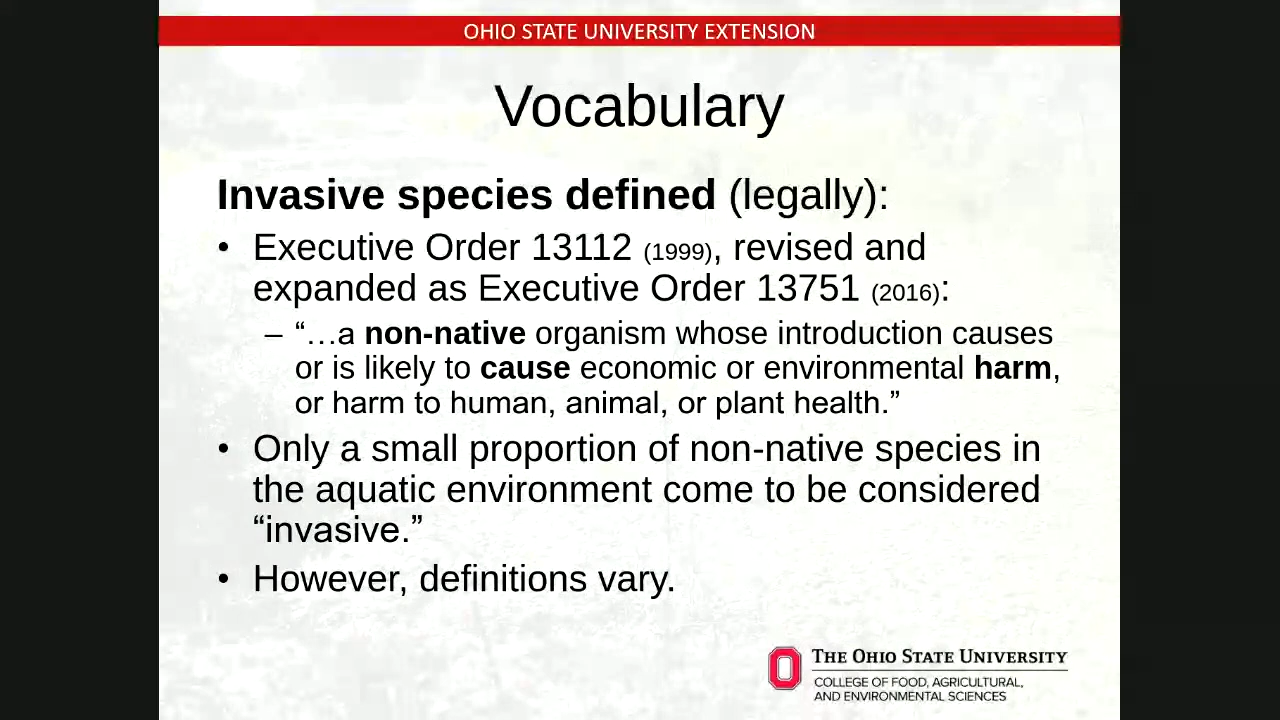 OHIO STATE UNIVERSITY EXTENSION
Vocabulary
Invasive species defined (legally):
• Executive Order 13112 (1999), revised and
expanded as Executive Order 13751 (2016):
– “…a non-native organism whose introduction causes
or is likely to cause economic or environmental harm,
or harm to human, animal, or plant health.”
• Only a small proportion of non-native species in
the aquatic environment come to be considered
“invasive.”
• However, definitions vary.
THE OHIO STATE UNIVERSITY
COLLEGE OF FOOD, AGRICULTURAL,
AND ENVIRONMENTAL SCIENCES